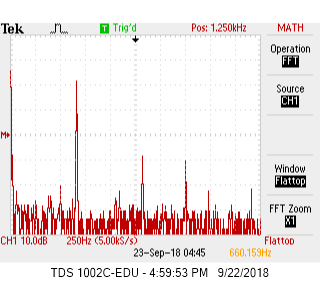 Tek T Trig'd Pos: 1.250kHz MATH
Operation
FFT
Source
CH1
M
Window
Flattop
FFT Zoom
X1
CH1 10.0dB 250Hz (5.00kS/s) Flattop
23-Sep-18 04:45 660.159Hz
TDS 1002C-EDU - 4:59:53 PM 9/22/2018